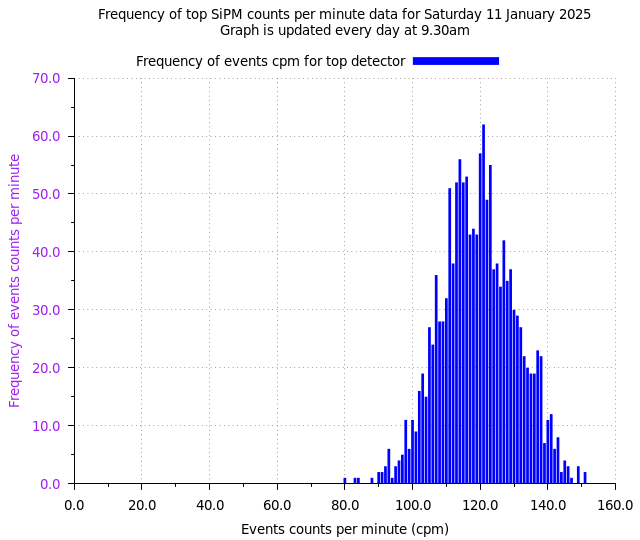 Frequency of top SiPM counts per minute data for Saturday 11 January 2025
Graph is updated every day at 9.30am
Frequency of events cpm for top detector
70.0
60.0
50.0
40.0
30.0
20.0
10.0
0.0
Frequency of events counts per minute
0.0 20.0 40.0 60.0 80.0 100.0 120.0 140.0 160.0
Events counts per minute (cpm)